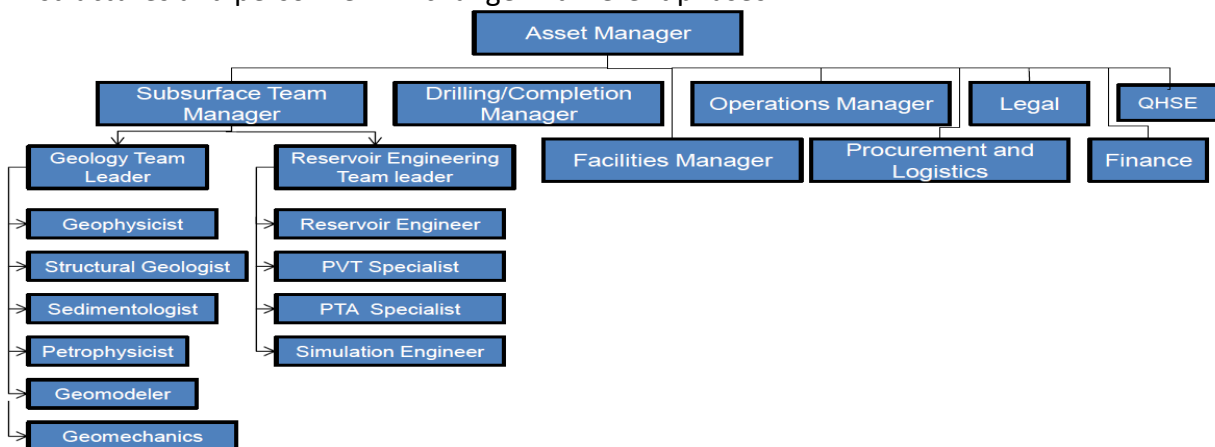 Asset Manager
Subsurface Team
Manager
Drilling/Completion
Manager
Operations Manager
Legal
QHSE
Geology Team
Leader
Reservoir Engineering
Team leader
Facilities Manager
Procurement and
Logistics
Finance
Geophysicist
Reservoir Engineer
Structural Geologist
PVT Specialist
Sedimentologist
PTA Specialist
Petrophysicist
Simulation Engineer
Geomodeler
Geomechanics